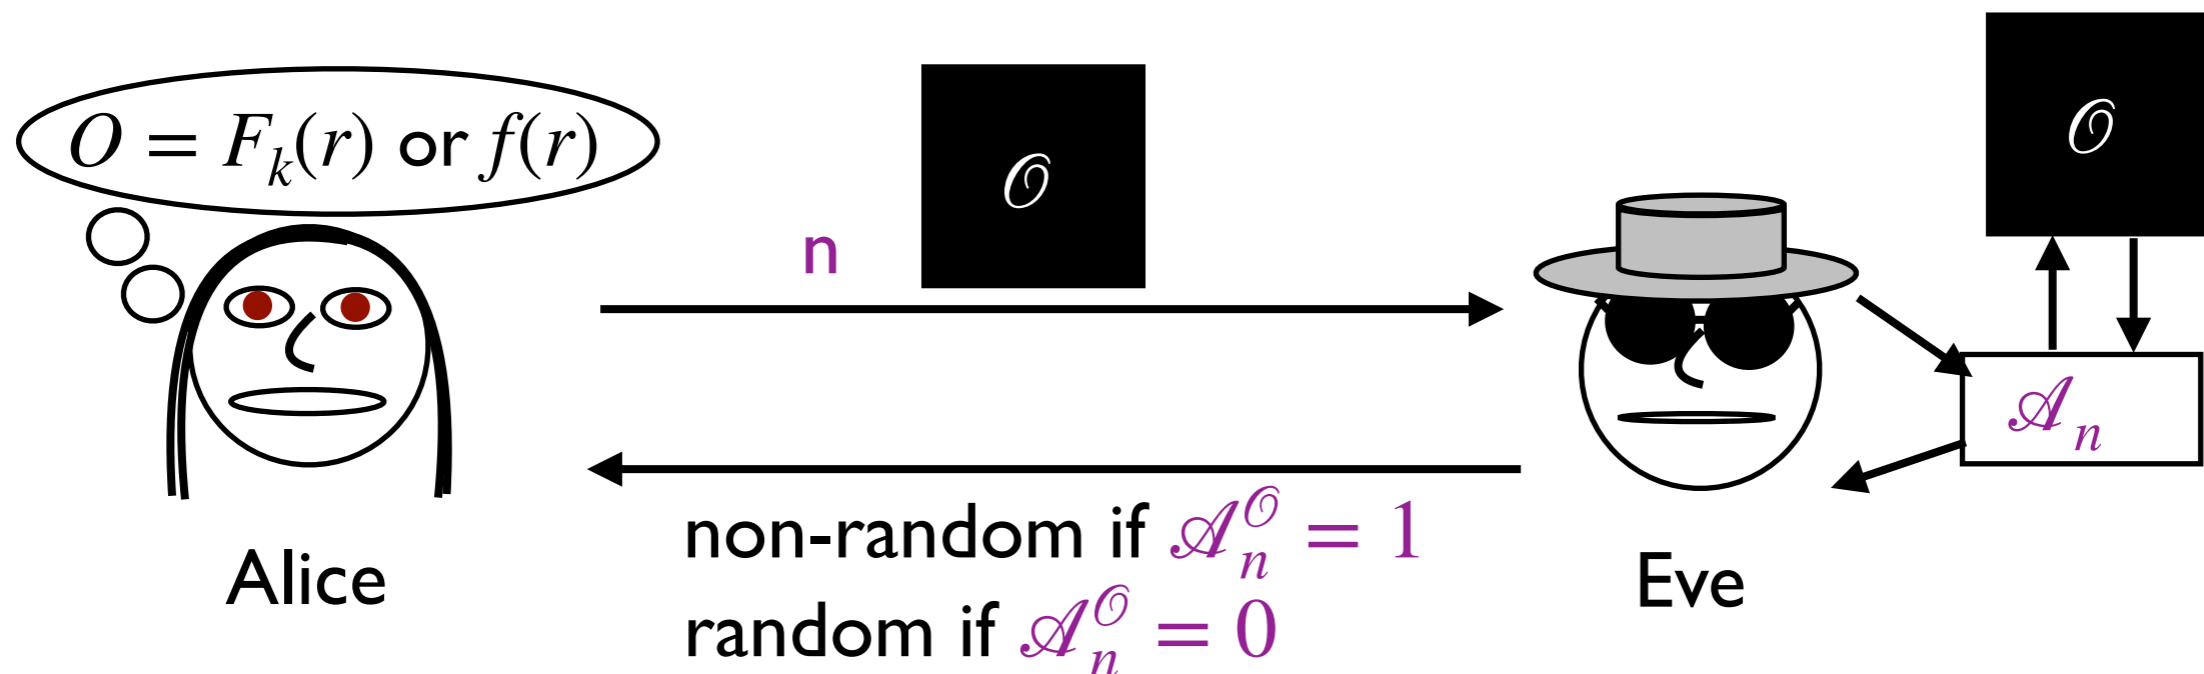 O = F_k(r) or f(r)
𝒪
𝒪
n
𝒜_n
non-random if 𝒜_n^𝒪 = 1
random if 𝒜_n^𝒪 = 0
Alice
Eve